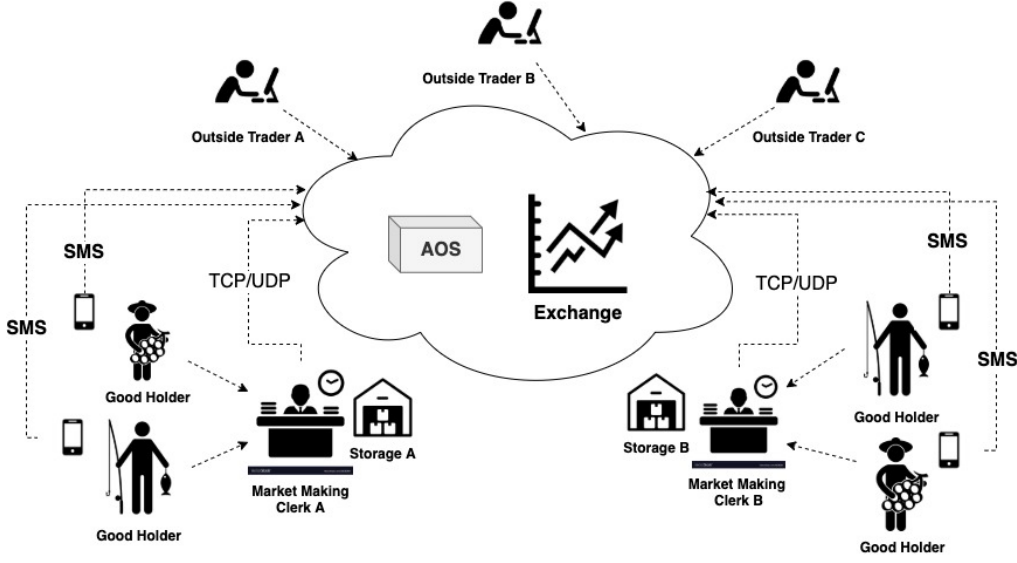 Outside Trader B
Outside Trader A
Outside Trader C
SMS
TCP/UDP
AOS
Exchange
TCP/UDP
SMS
SMS
SMS
Good Holder
Good Holder
Storage A
Storage B
Market Making
Clerk A
Market Making
Clerk B
Good Holder
Good Holder